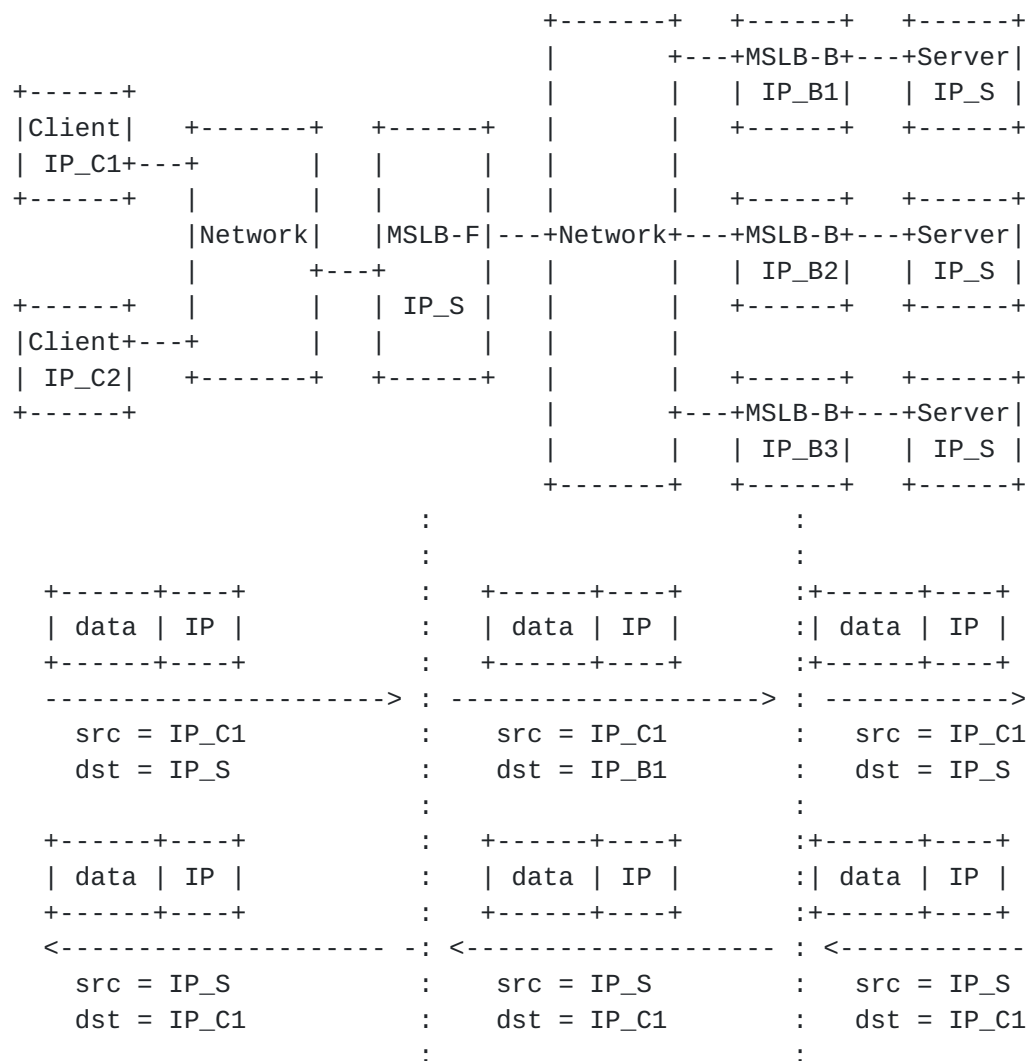 +-------+   +------+   +------+
                                      |       +---+MSLB-B+---+Server|
+------+                              |       |   | IP_B1|   | IP_S |
|Client|   +-------+   +------+       |       |   +------+   +------+
| IP_C1+---+       |   |      |   |       |
+------+   |       |   |      |   |       |   +------+   +------+
           |Network|   |MSLB-F|---+Network+---+MSLB-B+---+Server|
           |       +---+      |   |       |   | IP_B2|   | IP_S |
+------+   |       |   | IP_S |   |       |   +------+   +------+
|Client+---+       |   |      |   |       |
| IP_C2|   +-------+   +------+   |       |   +------+   +------+
+------+                          |       +---+MSLB-B+---+Server|
                                  |       |   | IP_B3|   | IP_S |
                                  +-------+   +------+   +------+
                          :                        :
                          :                        :
  +------+----+           :   +------+----+       :+------+----+
  | data | IP |           :   | data | IP |       :| data | IP |
  +------+----+           :   +------+----+       :+------+----+
  ----------------------> : --------------------> : ------------>
    src = IP_C1           :    src = IP_C1        :   src = IP_C1
    dst = IP_S            :    dst = IP_B1        :   dst = IP_S
                          :                        :
  +------+----+           :   +------+----+       :+------+----+
  | data | IP |           :   | data | IP |       :| data | IP |
  +------+----+           :   +------+----+       :+------+----+
  <--------------------- -: <-------------------- : <------------
    src = IP_S            :    src = IP_S         :   src = IP_S
    dst = IP_C1           :    dst = IP_C1        :   dst = IP_C1
                          :                        :